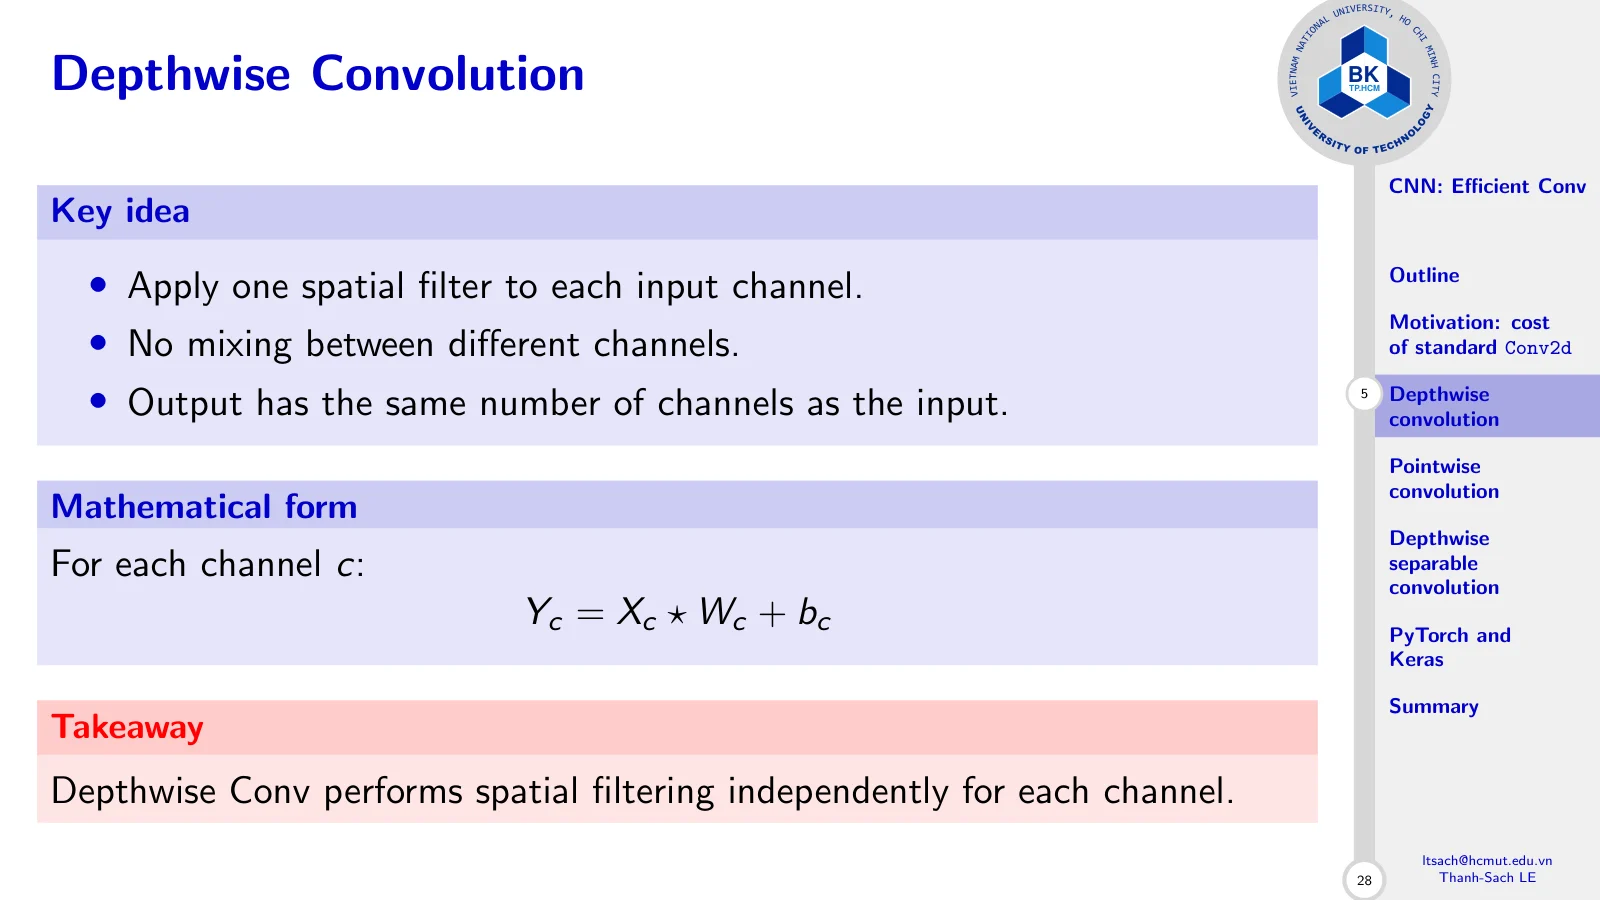 Depthwise Convolution
VIETNAM NATIONAL UNIVERSITY, HO CHI MINH CITY
UNIVERSITY OF TECHNOLOGY
BK
TP.HCM
Key idea
• Apply one spatial filter to each input channel.
• No mixing between different channels.
• Output has the same number of channels as the input.
Mathematical form
For each channel c:
Y_c = X_c ⋆ W_c + b_c
Takeaway
Depthwise Conv performs spatial filtering independently for each channel.
CNN: Efficient Conv
Outline
Motivation: cost
of standard Conv2d
5
Depthwise
convolution
Pointwise
convolution
Depthwise
separable
convolution
PyTorch and
Keras
Summary
ltsach@hcmut.edu.vn
Thanh-Sach LE
28